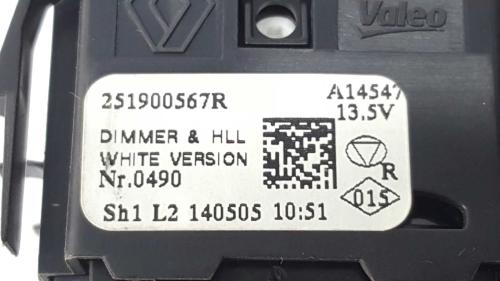 Valeo
251900567R A14547
13.5V
DIMMER & HLL
WHITE VERSION
Nr.0490
R
015
Sh1 L2 140505 10:51